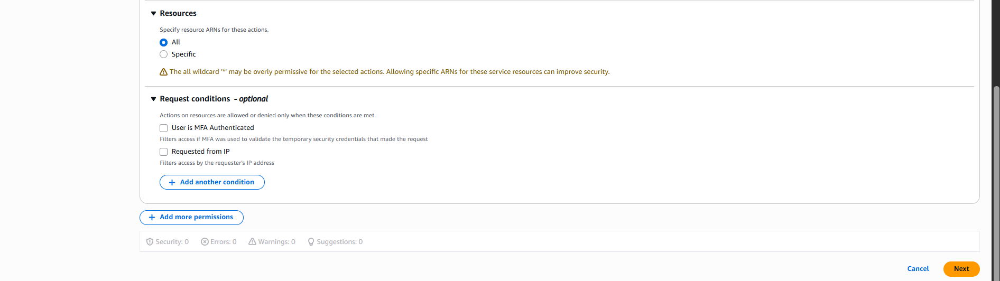 Resources
Specify resource ARNs for these actions.
All
Specific
The all wildcard '*' may be overly permissive for the selected actions. Allowing specific ARNs for these service resources can improve security.
Request conditions - optional
Actions on resources are allowed or denied only when these conditions are met.
User is MFA Authenticated
Filters access if MFA was used to validate the temporary security credentials that made the request
Requested from IP
Filters access by the requester's IP address
+ Add another condition
+ Add more permissions
Security: 0 Errors: 0 Warnings: 0 Suggestions: 0
Cancel Next